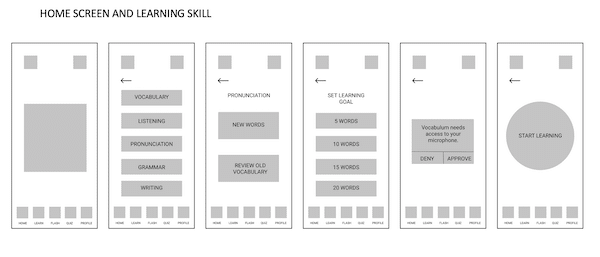 HOME SCREEN AND LEARNING SKILL
HOME LEARN FLASH QUIZ PROFILE
VOCABULARY
LISTENING
PRONUNCIATION
GRAMMAR
WRITING
HOME LEARN FLASH QUIZ PROFILE
PRONUNCIATION
NEW WORDS
REVIEW OLD
VOCABULARY
HOME LEARN FLASH QUIZ PROFILE
SET LEARNING
GOAL
5 WORDS
10 WORDS
15 WORDS
20 WORDS
HOME LEARN FLASH QUIZ PROFILE
Vocabulum needs
access to your
microphone.
DENY APPROVE
HOME LEARN FLASH QUIZ PROFILE
START LEARNING
HOME LEARN FLASH QUIZ PROFILE